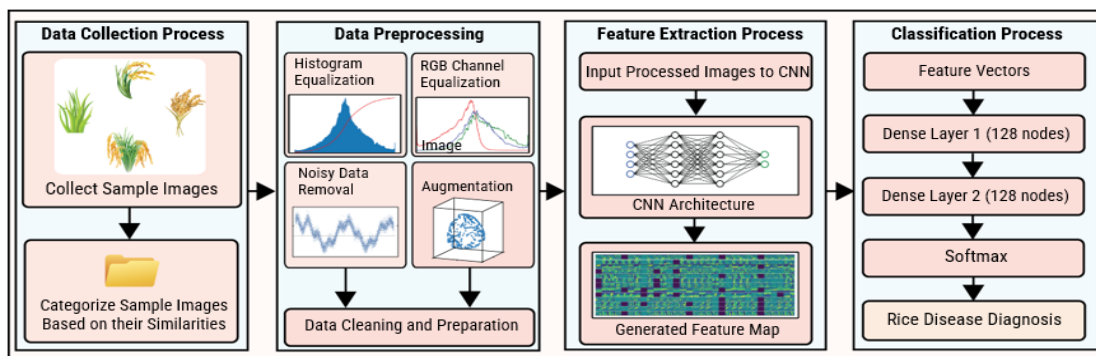 Data Collection Process
Collect Sample Images
Categorize Sample Images
Based on their Similarities
Data Preprocessing
Histogram
Equalization
RGB Channel
Equalization
Image
Noisy Data
Removal
Augmentation
Data Cleaning and Preparation
Feature Extraction Process
Input Processed Images to CNN
CNN Architecture
Generated Feature Map
Classification Process
Feature Vectors
Dense Layer 1 (128 nodes)
Dense Layer 2 (128 nodes)
Softmax
Rice Disease Diagnosis